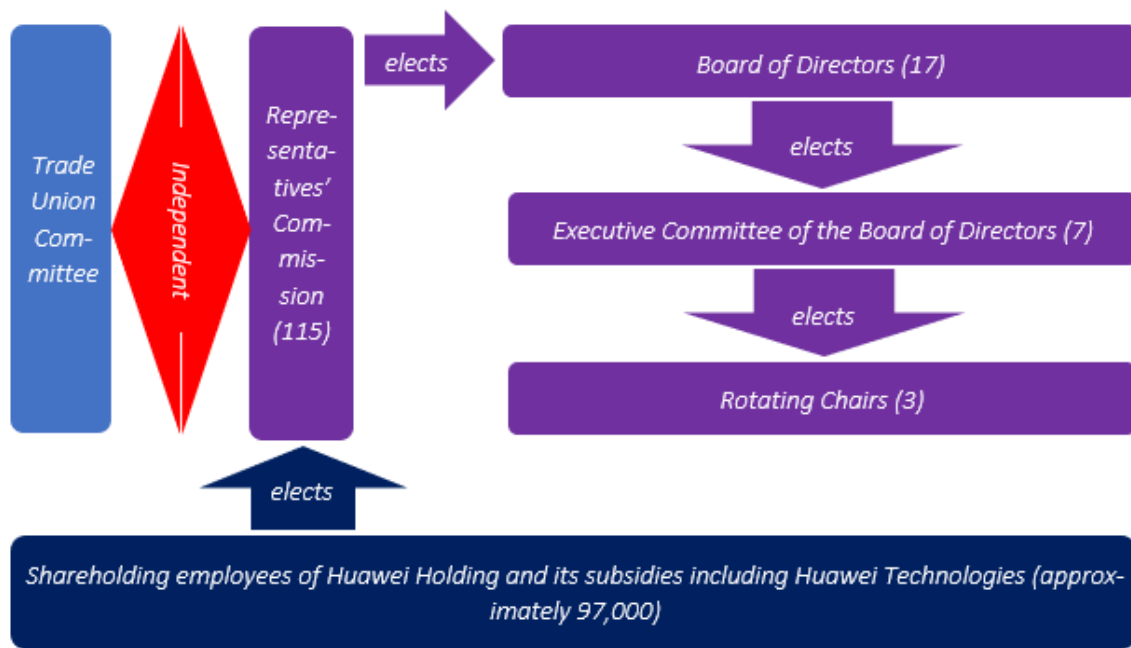 Trade
Union
Com-
mittee
Independent
Repre-
senta-
tives’
Com-
mis-
sion
(115)
elects
Board of Directors (17)
elects
Executive Committee of the Board of Directors (7)
elects
Rotating Chairs (3)
elects
Shareholding employees of Huawei Holding and its subsidies including Huawei Technologies (approx-
imately 97,000)